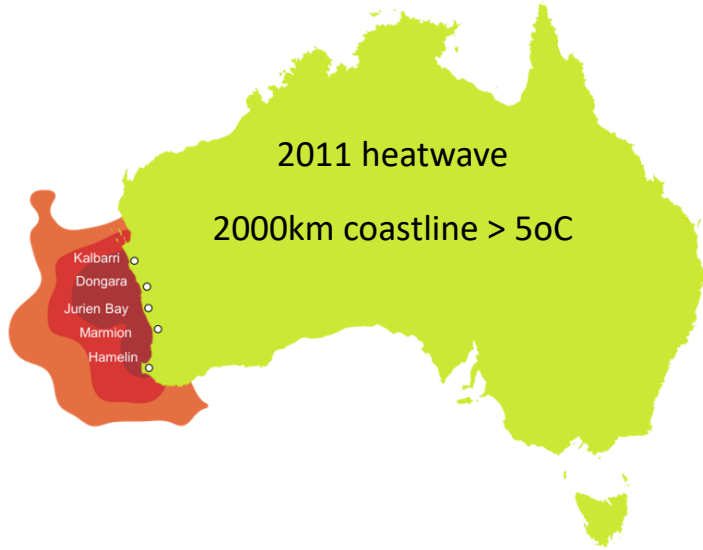 2011 heatwave
2000km coastline > 5oC
Kalbarri
Dongara
Jurien Bay
Marmion
Hamelin